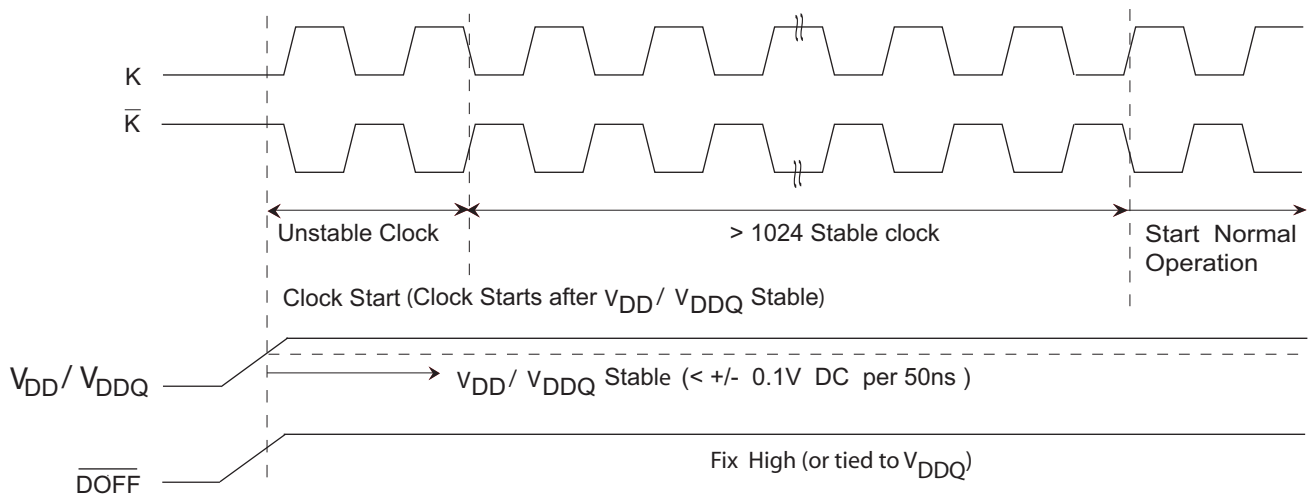 K
K̅
Unstable Clock
> 1024 Stable clock
Start Normal
Operation
Clock Start (Clock Starts after VDD / VDDQ Stable)
VDD / VDDQ
VDD / VDDQ Stable (< +/- 0.1V DC per 50ns )
D̅O̅F̅F̅
Fix High (or tied to VDDQ)